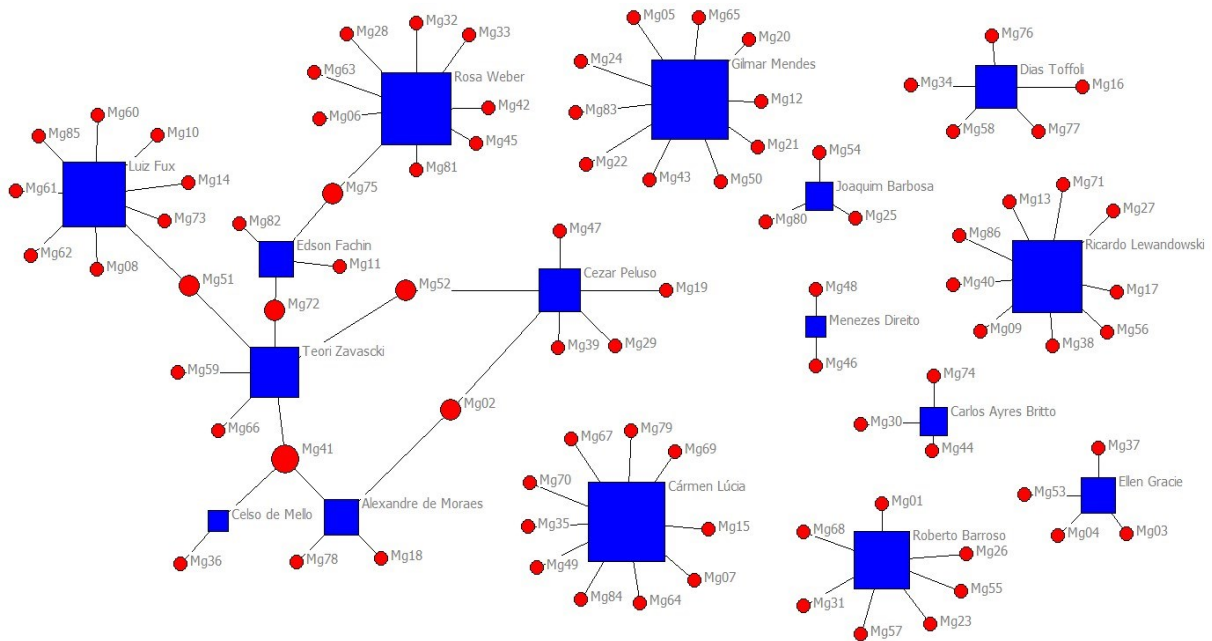 Mg28
Mg32
Mg33
Mg63
Rosa Weber
Mg06
Mg42
Mg45
Mg81
Mg75
Mg85
Mg60
Mg10
Luiz Fux
Mg61
Mg14
Mg73
Mg62
Mg08
Mg51
Mg82
Edson Fachin
Mg11
Mg72
Mg52
Teori Zavascki
Mg59
Mg66
Mg41
Celso de Mello
Mg36
Alexandre de Moraes
Mg78
Mg18
Mg02
Mg47
Cezar Peluso
Mg19
Mg39
Mg29
Mg05
Mg65
Mg20
Gilmar Mendes
Mg24
Mg12
Mg83
Mg21
Mg22
Mg43
Mg50
Mg76
Dias Toffoli
Mg34
Mg16
Mg58
Mg77
Mg54
Joaquim Barbosa
Mg80
Mg25
Mg71
Mg13
Mg27
Mg86
Ricardo Lewandowski
Mg40
Mg17
Mg09
Mg56
Mg38
Mg48
Menezes Direito
Mg46
Mg74
Carlos Ayres Britto
Mg30
Mg44
Mg37
Ellen Gracie
Mg53
Mg04
Mg03
Mg67
Mg79
Mg69
Mg70
Cármen Lúcia
Mg35
Mg15
Mg49
Mg07
Mg84
Mg64
Mg01
Mg68
Roberto Barroso
Mg26
Mg55
Mg31
Mg57
Mg23